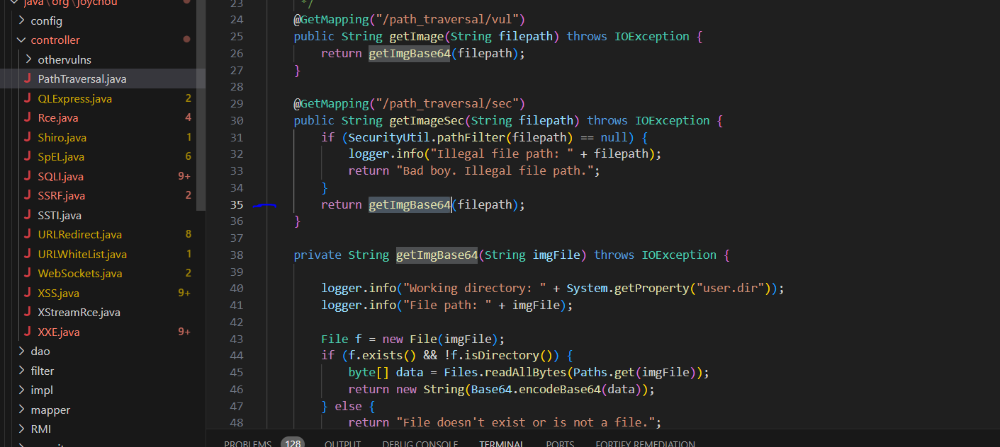 java\org\joychou
config
controller
othervulns
PathTraversal.java
QLExpress.java 2
Rce.java 4
Shiro.java 1
SpEL.java 6
SQLI.java 9+
SSRF.java 2
SSTI.java
URLRedirect.java 8
URLWhiteList.java 1
WebSockets.java 2
XSS.java 9+
XStreamRce.java
XXE.java 9+
dao
filter
impl
mapper
RMI
23 */
24 @GetMapping("/path_traversal/vul")
25 public String getImage(String filepath) throws IOException {
26 return getImgBase64(filepath);
27 }
28
29 @GetMapping("/path_traversal/sec")
30 public String getImageSec(String filepath) throws IOException {
31 if (SecurityUtil.pathFilter(filepath) == null) {
32 logger.info("Illegal file path: " + filepath);
33 return "Bad boy. Illegal file path.";
34 }
35 return getImgBase64(filepath);
36 }
37
38 private String getImgBase64(String imgFile) throws IOException {
39
40 logger.info("Working directory: " + System.getProperty("user.dir"));
41 logger.info("File path: " + imgFile);
42
43 File f = new File(imgFile);
44 if (f.exists() && !f.isDirectory()) {
45 byte[] data = Files.readAllBytes(Paths.get(imgFile));
46 return new String(Base64.encodeBase64(data));
47 } else {
48 return "File doesn't exist or is not a file.";
PROBLEMS 128 OUTPUT DEBUG CONSOLE TERMINAL PORTS FORTIFY REMEDIATION